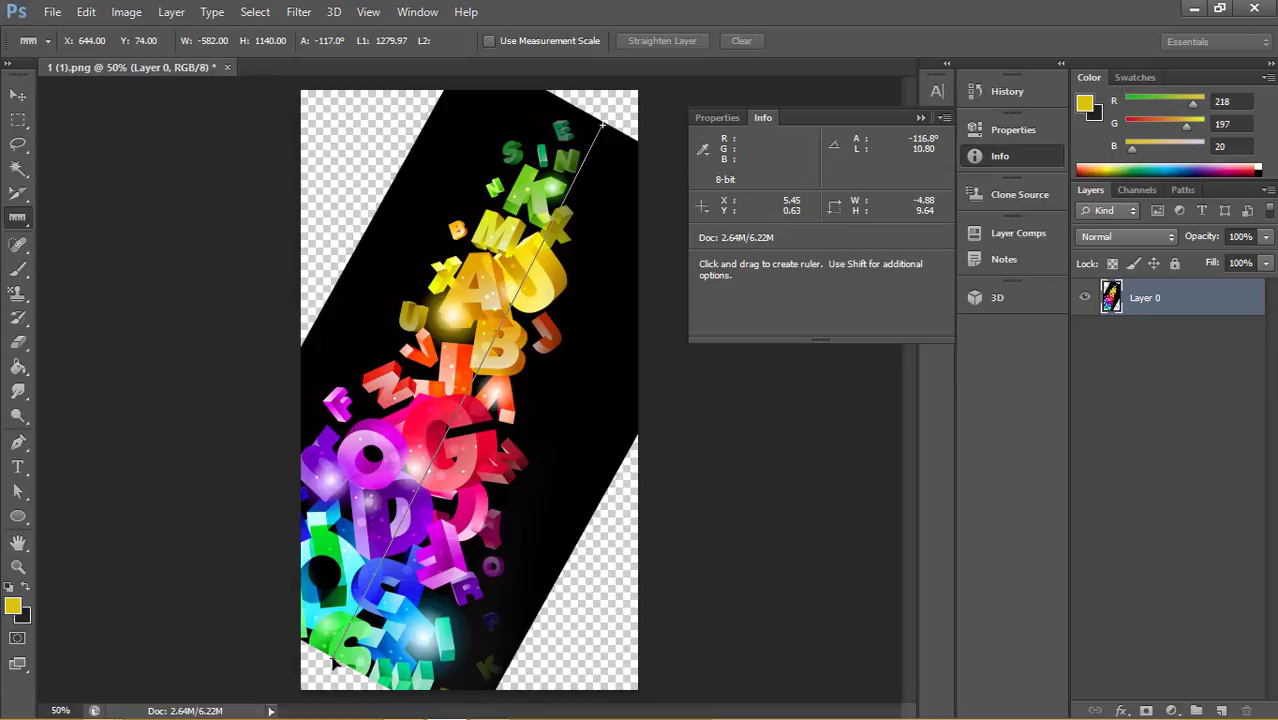 Ps File Edit Image Layer Type Select Filter 3D View Window Help
X: 644.00 Y: 74.00 W: -582.00 H: 1140.00 A: -117.0° L1: 1279.97 L2: Use Measurement Scale Straighten Layer Clear Essentials
1 (1).png @ 50% (Layer 0, RGB/8) * ×
Color Swatches
R 218
G 197
B 20
History
Properties
Info
Clone Source
Layer Comps
Notes
3D
Properties Info
R : A : -116.8°
G : L : 10.80
B :
8-bit
X : 5.45 W : -4.88
Y : 0.63 H : 9.64
Doc: 2.64M/6.22M
Click and drag to create ruler. Use Shift for additional
options.
Layers Channels Paths
Kind
Normal Opacity: 100%
Lock: Fill: 100%
Layer 0
E
S I N
N K
B M X
U
A
U
B J
V
N I A
F
G
O
D
R
K
S
50% Doc: 2.64M/6.22M